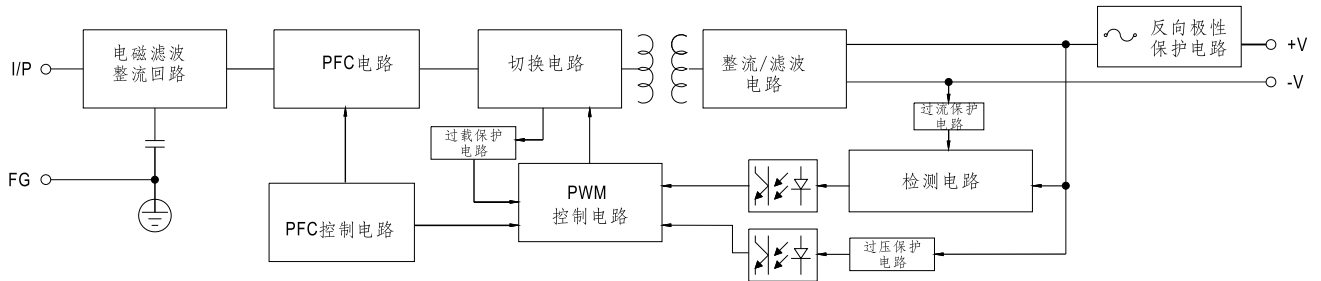 I/P
电磁滤波
整流回路
PFC电路
切换电路
整流/滤波
电路
反向极性
保护电路
+V
-V
过载保护
电路
过流保护
电路
FG
PFC控制电路
PWM
控制电路
检测电路
过压保护
电路